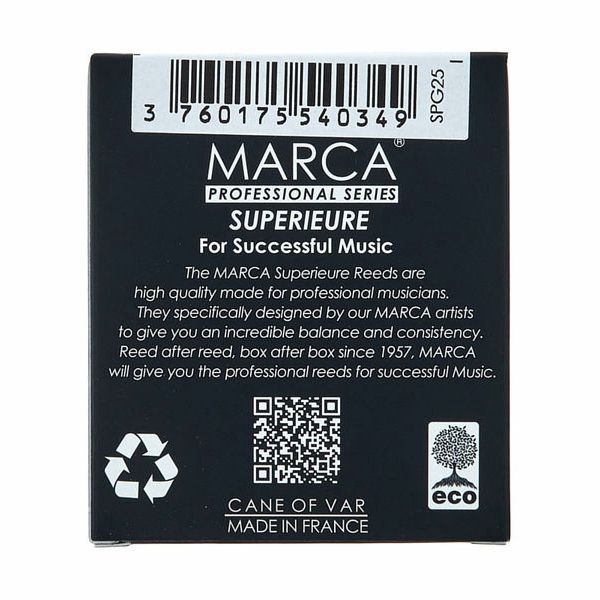 3 760175 540349
SPG25
MARCA®
PROFESSIONAL SERIES
SUPERIEURE
For Successful Music
The MARCA Superieure Reeds are
high quality made for professional musicians.
They specifically designed by our MARCA artists
to give you an incredible balance and consistency.
Reed after reed, box after box since 1957, MARCA
will give you the professional reeds for successful Music.
eco
CANE OF VAR
MADE IN FRANCE